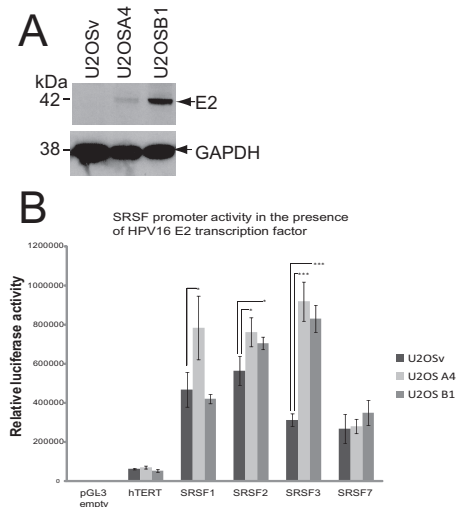 A
U2OSv
U2OSA4
U2OSB1
kDa
42
E2
38
GAPDH
B
SRSF promoter activity in the presence
of HPV16 E2 transcription factor
Relative luciferase activity
1200000
1000000
800000
600000
400000
200000
0
*
*
*
***
***
U2OSv
U2OS A4
U2OS B1
pGL3
empty
hTERT
SRSF1
SRSF2
SRSF3
SRSF7